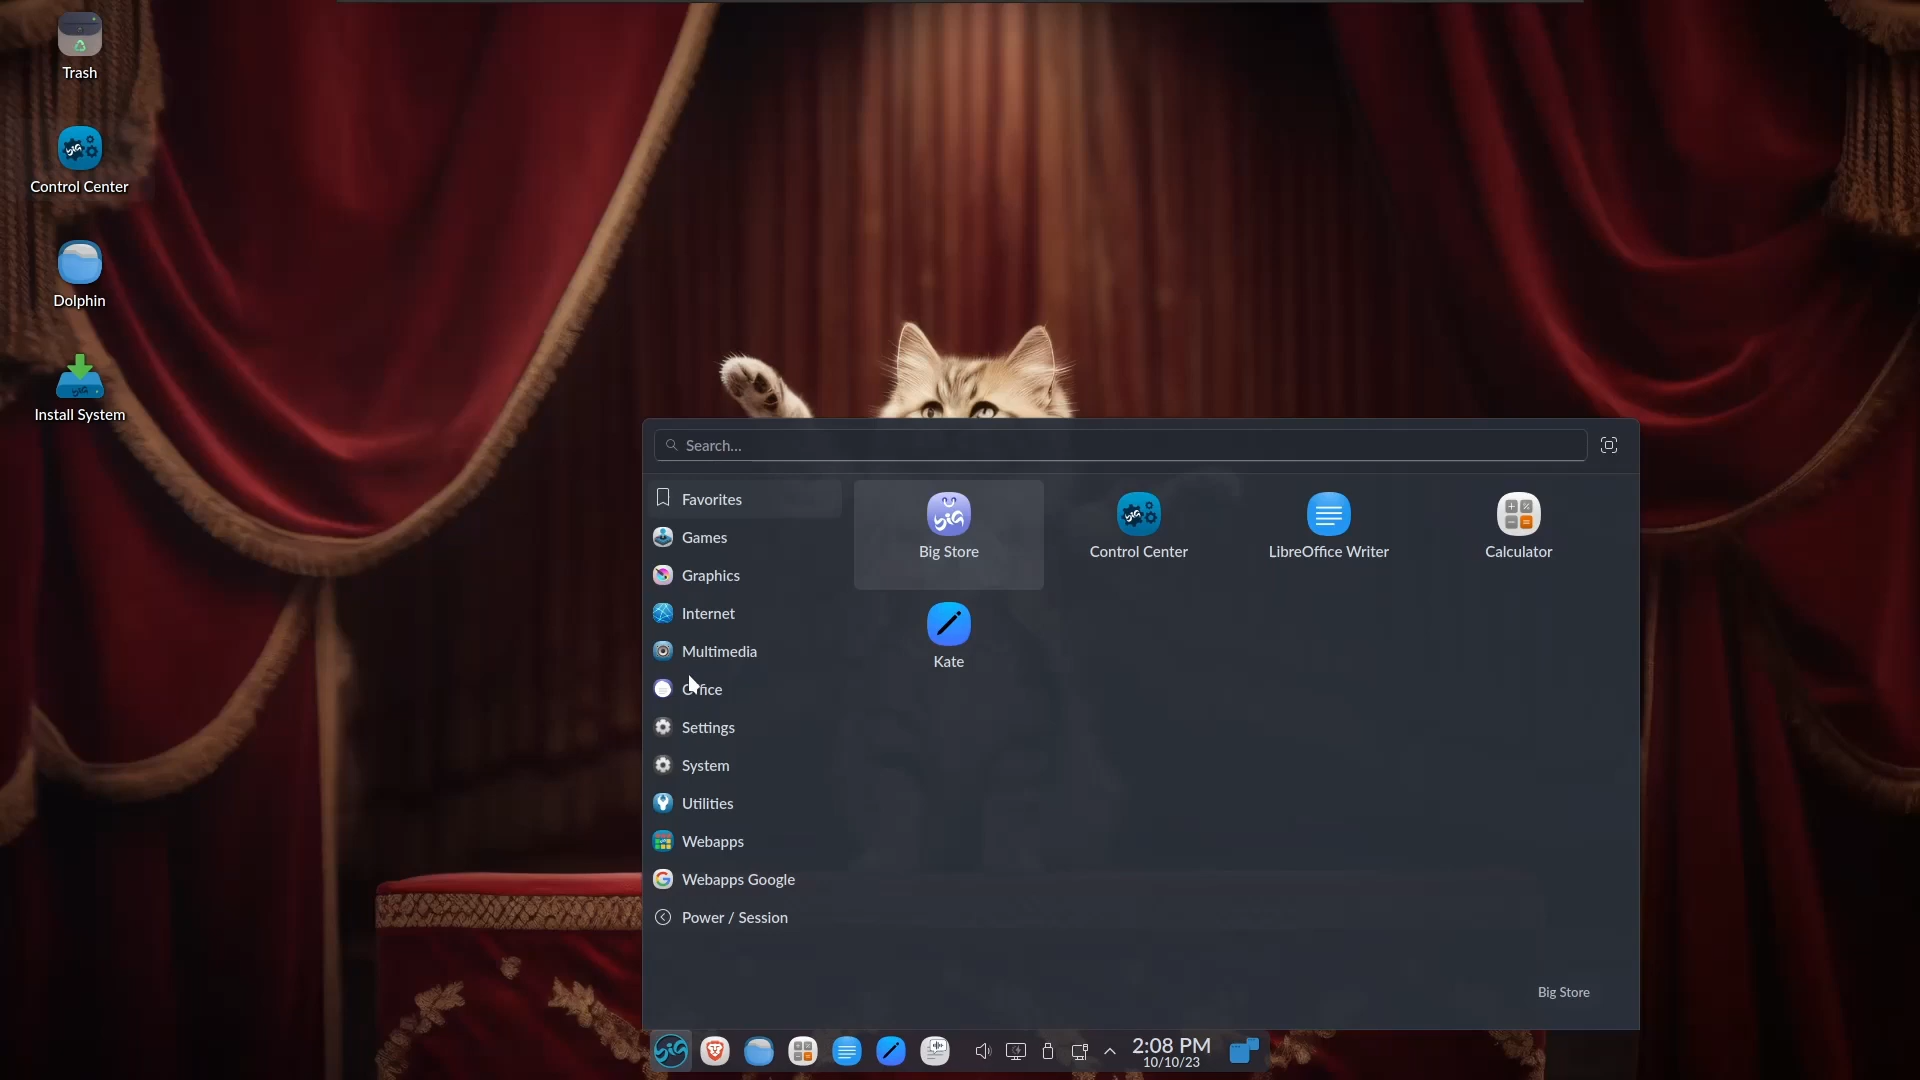 Trash
Control Center
Dolphin
Install System
Search...
Favorites
Games
Graphics
Internet
Multimedia
Office
Settings
System
Utilities
Webapps
Webapps Google
Power / Session
Big Store
Control Center
LibreOffice Writer
Calculator
Kate
Big Store
2:08 PM
10/10/23